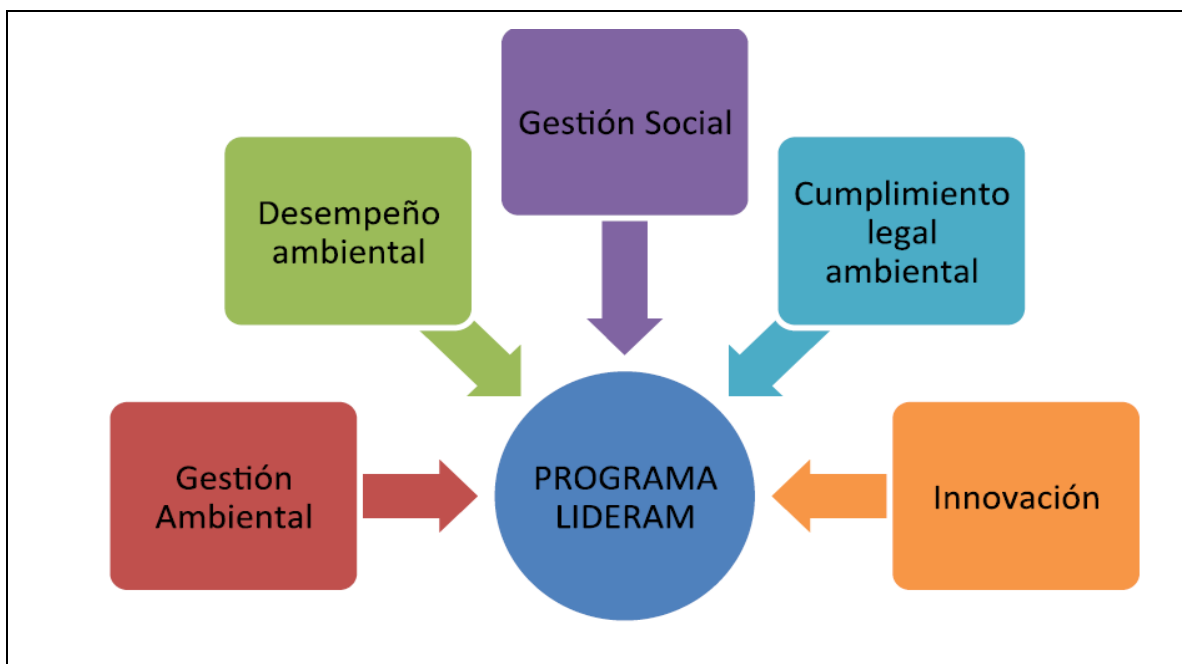 Gestión Social
Desempeño
ambiental
Cumplimiento
legal
ambiental
Gestión
Ambiental
PROGRAMA
LIDERAM
Innovación